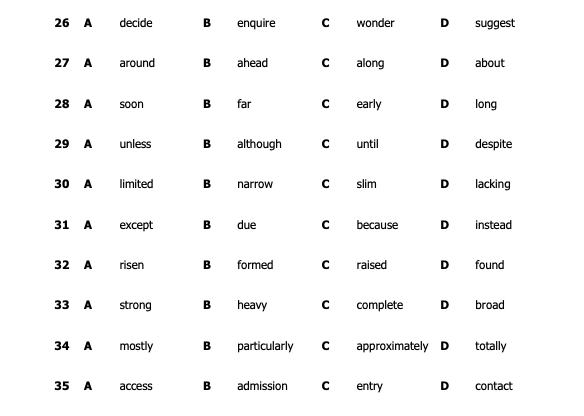 26 A decide B enquire C wonder D suggest
27 A around B ahead C along D about
28 A soon B far C early D long
29 A unless B although C until D despite
30 A limited B narrow C slim D lacking
31 A except B due C because D instead
32 A risen B formed C raised D found
33 A strong B heavy C complete D broad
34 A mostly B particularly C approximately D totally
35 A access B admission C entry D contact